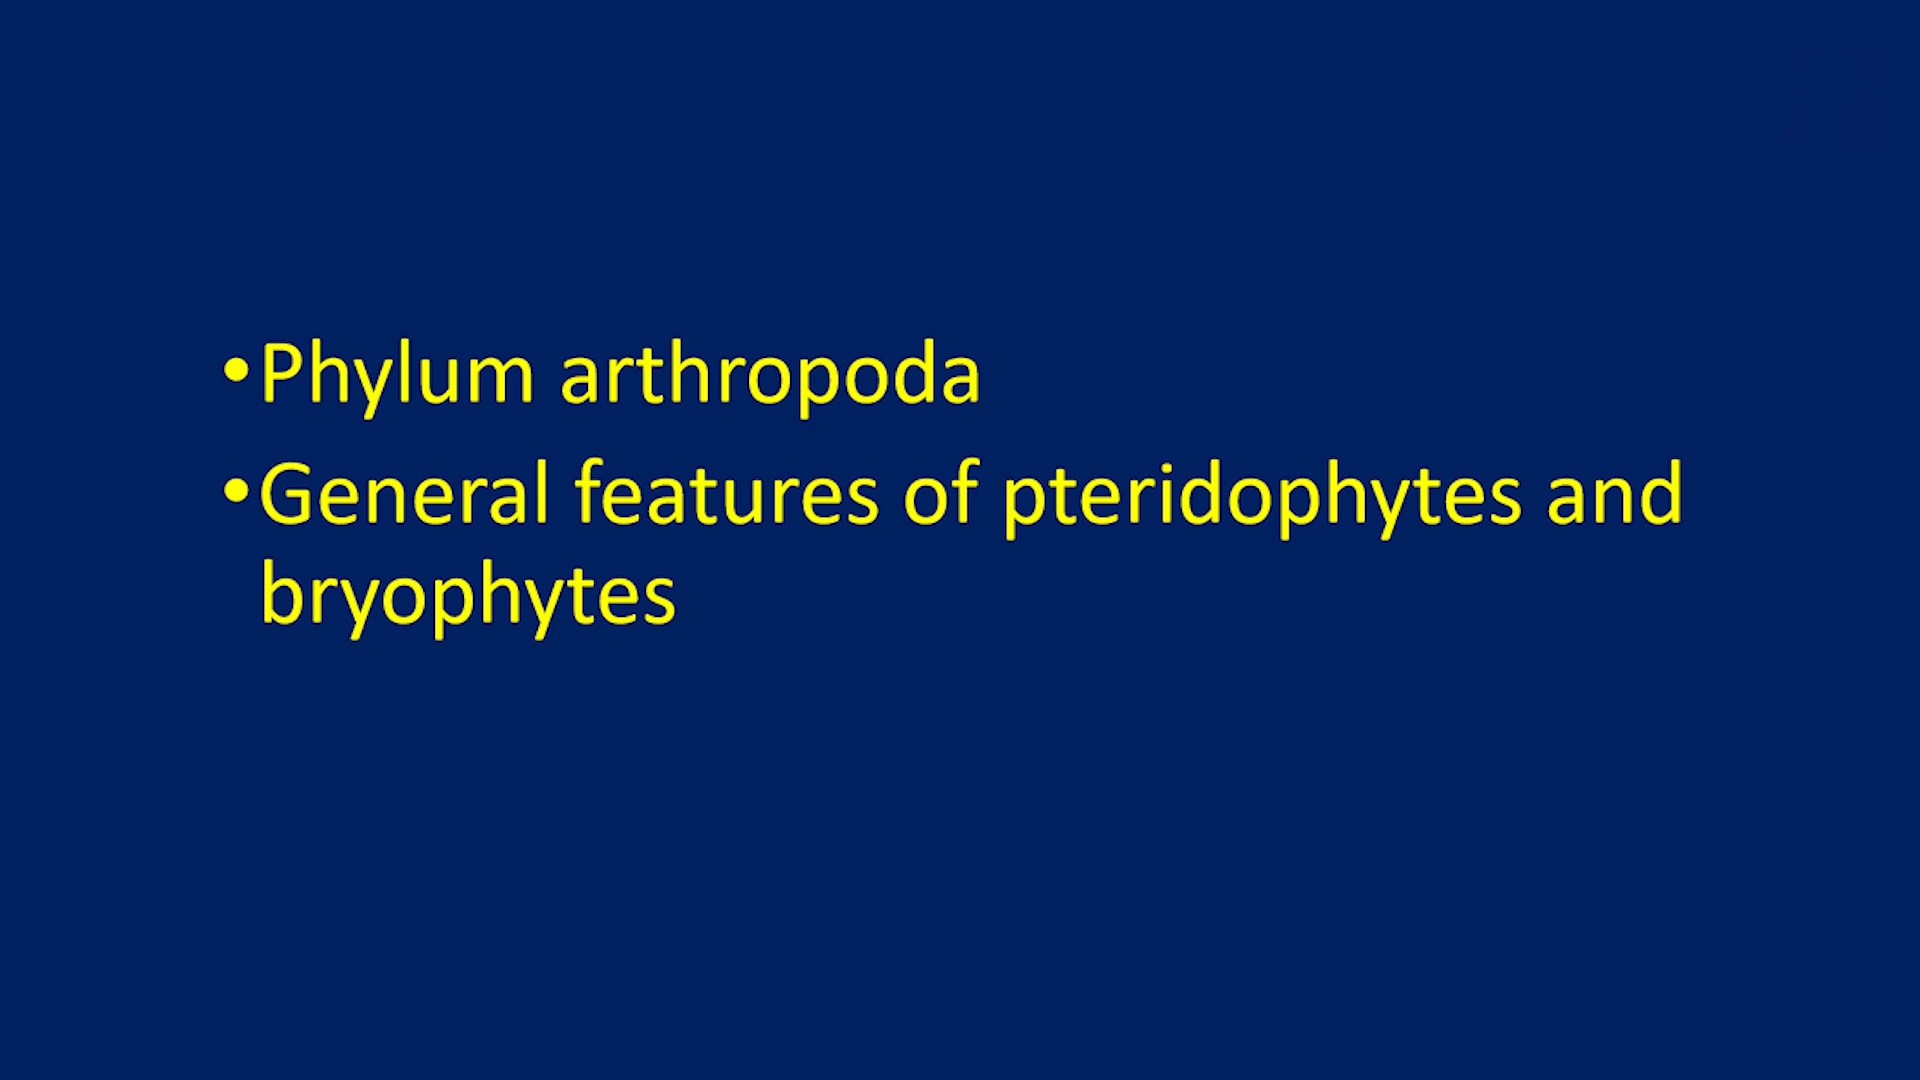 •Phylum arthropoda
•General features of pteridophytes and
bryophytes